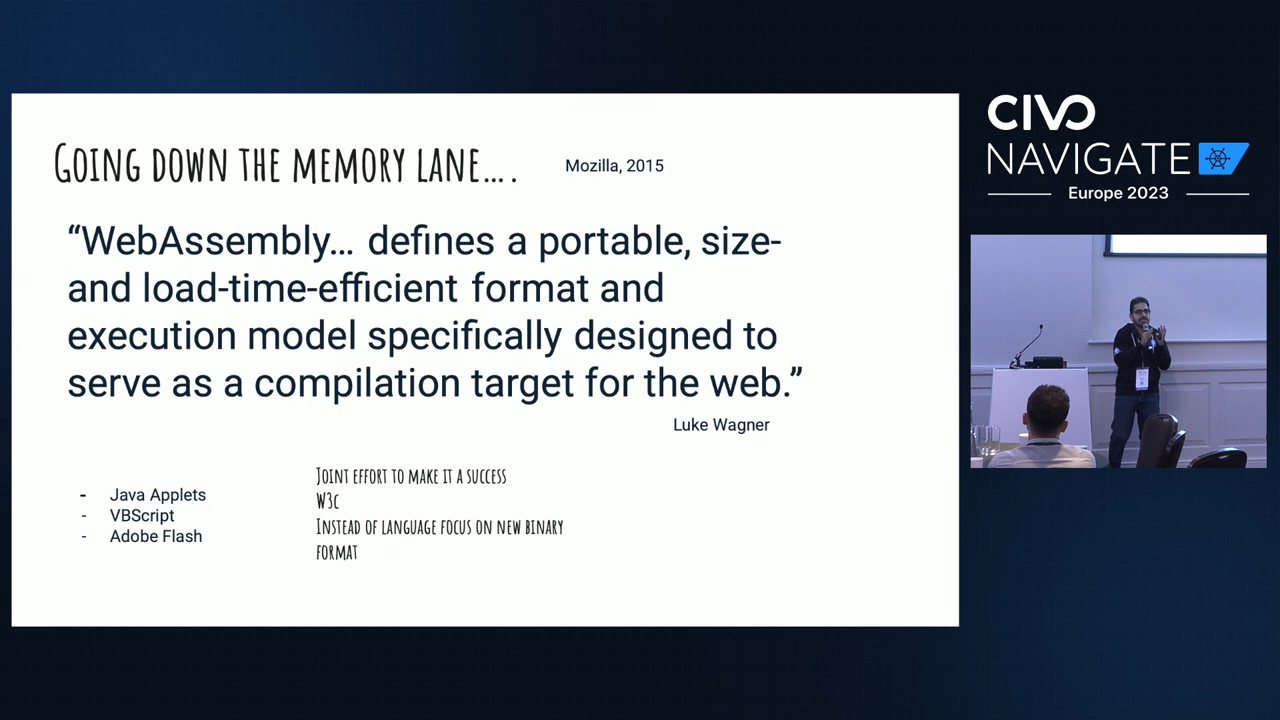 GOING DOWN THE MEMORY LANE....
Mozilla, 2015
“WebAssembly... defines a portable, size-
and load-time-efficient format and
execution model specifically designed to
serve as a compilation target for the web.”
Luke Wagner
- Java Applets
- VBScript
- Adobe Flash
JOINT EFFORT TO MAKE IT A SUCCESS
W3C
INSTEAD OF LANGUAGE FOCUS ON NEW BINARY
FORMAT
CIVO
NAVIGATE
Europe 2023